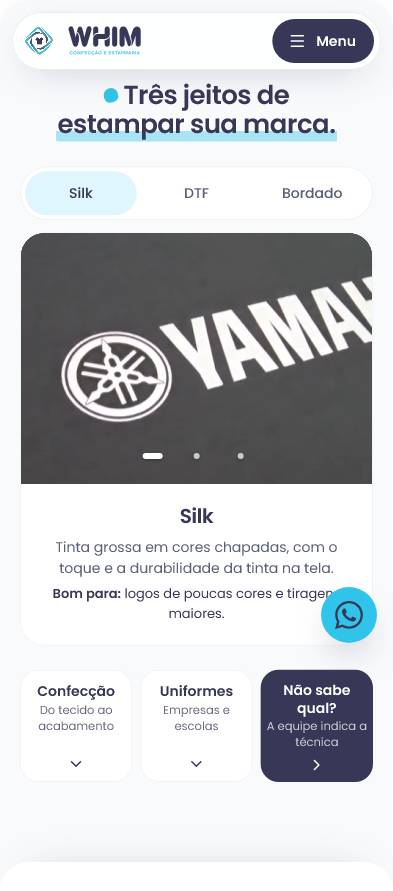 WHIM
CONFECÇÃO E ESTAMPARIA
Menu
Três jeitos de
estampar sua marca.
Silk
DTF
Bordado
YAMAH
Silk
Tinta grossa em cores chapadas, com o
toque e a durabilidade da tinta na tela.
Bom para: logos de poucas cores e tiragen
maiores.
Confecção
Do tecido ao
acabamento
Uniformes
Empresas e
escolas
Não sabe
qual?
A equipe indica a
técnica